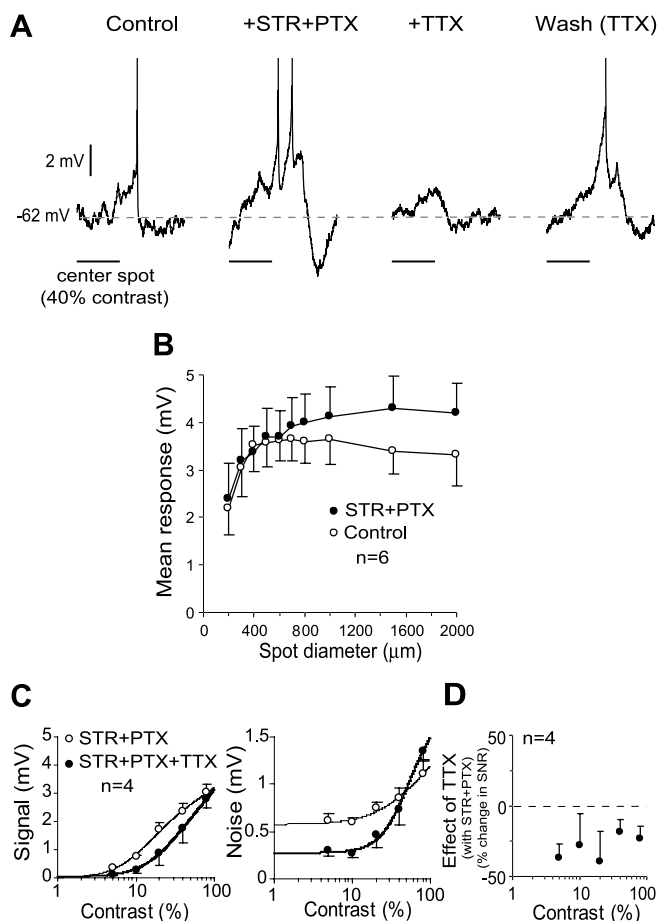 A
Control +STR+PTX +TTX Wash (TTX)
2 mV
-62 mV
center spot
(40% contrast)
B
Mean response (mV)
5
4
3
2
1
0
STR+PTX
Control
n=6
0 400 800 1200 1600 2000
Spot diameter (μm)
C
Signal (mV)
5
4
3
2
1
0
STR+PTX
STR+PTX+TTX
n=4
1 10 100
Contrast (%)
Noise (mV)
1.5
1
0.5
0
1 10 100
Contrast (%)
D
Effect of TTX
(with STR+PTX)
(% change in SNR)
50
0
-50
n=4
1 10 100
Contrast (%)